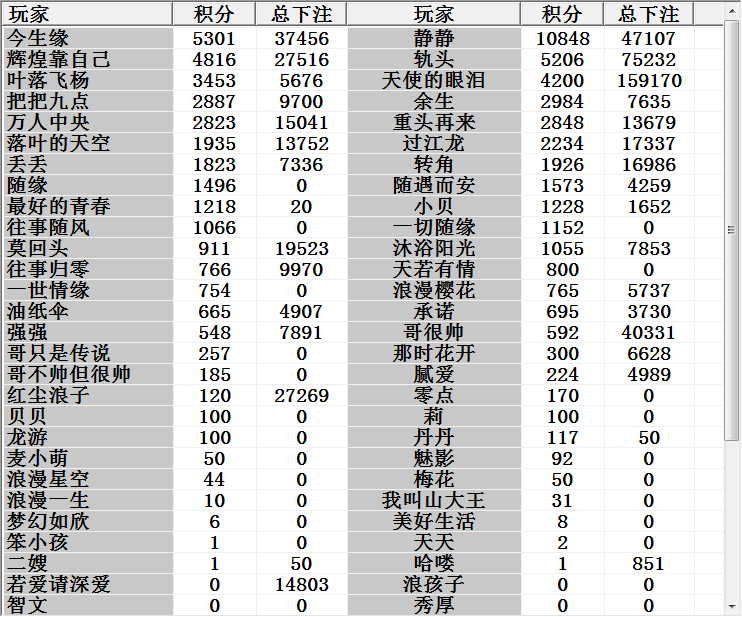 玩家 积分 总下注 玩家 积分 总下注
今生缘 5301 37456 静静 10848 47107
辉煌靠自己 4816 27516 轨头 5206 75232
叶落飞杨 3453 5676 天使的眼泪 4200 159170
把把九点 2887 9700 余生 2984 7635
万人中央 2823 15041 重头再来 2848 13679
落叶的天空 1935 13752 过江龙 2234 17337
丢丢 1823 7336 转角 1926 16986
随缘 1496 0 随遇而安 1573 4259
最好的青春 1218 20 小贝 1228 1652
往事随风 1066 0 一切随缘 1152 0
莫回头 911 19523 沐浴阳光 1055 7853
往事归零 766 9970 天若有情 800 0
一世情缘 754 0 浪漫樱花 765 5737
油纸伞 665 4907 承诺 695 3730
强强 548 7891 哥很帅 592 40331
哥只是传说 257 0 那时花开 300 6628
哥不帅但很帅 185 0 腻爱 224 4989
红尘浪子 120 27269 零点 170 0
贝贝 100 0 莉 100 0
龙游 100 0 丹丹 117 50
麦小萌 50 0 魅影 92 0
浪漫星空 44 0 梅花 50 0
浪漫一生 10 0 我叫山大王 31 0
梦幻如欣 6 0 美好生活 8 0
笨小孩 1 0 天天 2 0
二嫂 1 50 哈喽 1 851
若爱请深爱 0 14803 浪孩子 0 0
智文 0 0 秀厚 0 0